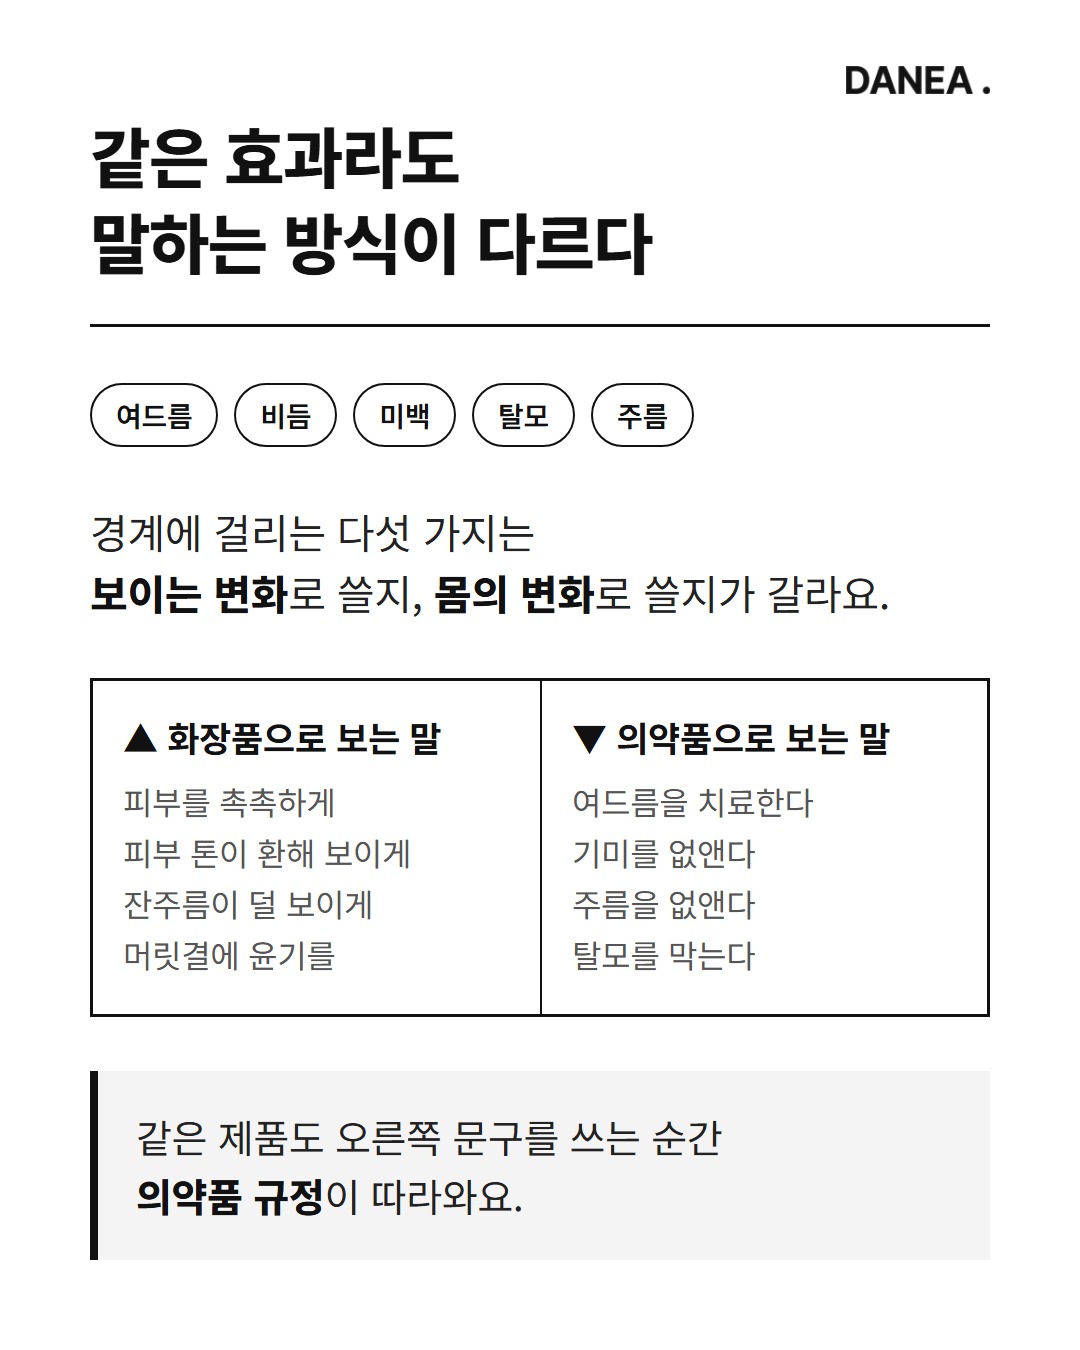 DANEA .
같은 효과라도
말하는 방식이 다르다
여드름 비듬 미백 탈모 주름
경계에 걸리는 다섯 가지는
보이는 변화로 쓸지, 몸의 변화로 쓸지가 갈라요.
▲ 화장품으로 보는 말
피부를 촉촉하게
피부 톤이 환해 보이게
잔주름이 덜 보이게
머릿결에 윤기를
▼ 의약품으로 보는 말
여드름을 치료한다
기미를 없앤다
주름을 없앤다
탈모를 막는다
같은 제품도 오른쪽 문구를 쓰는 순간
의약품 규정이 따라와요.